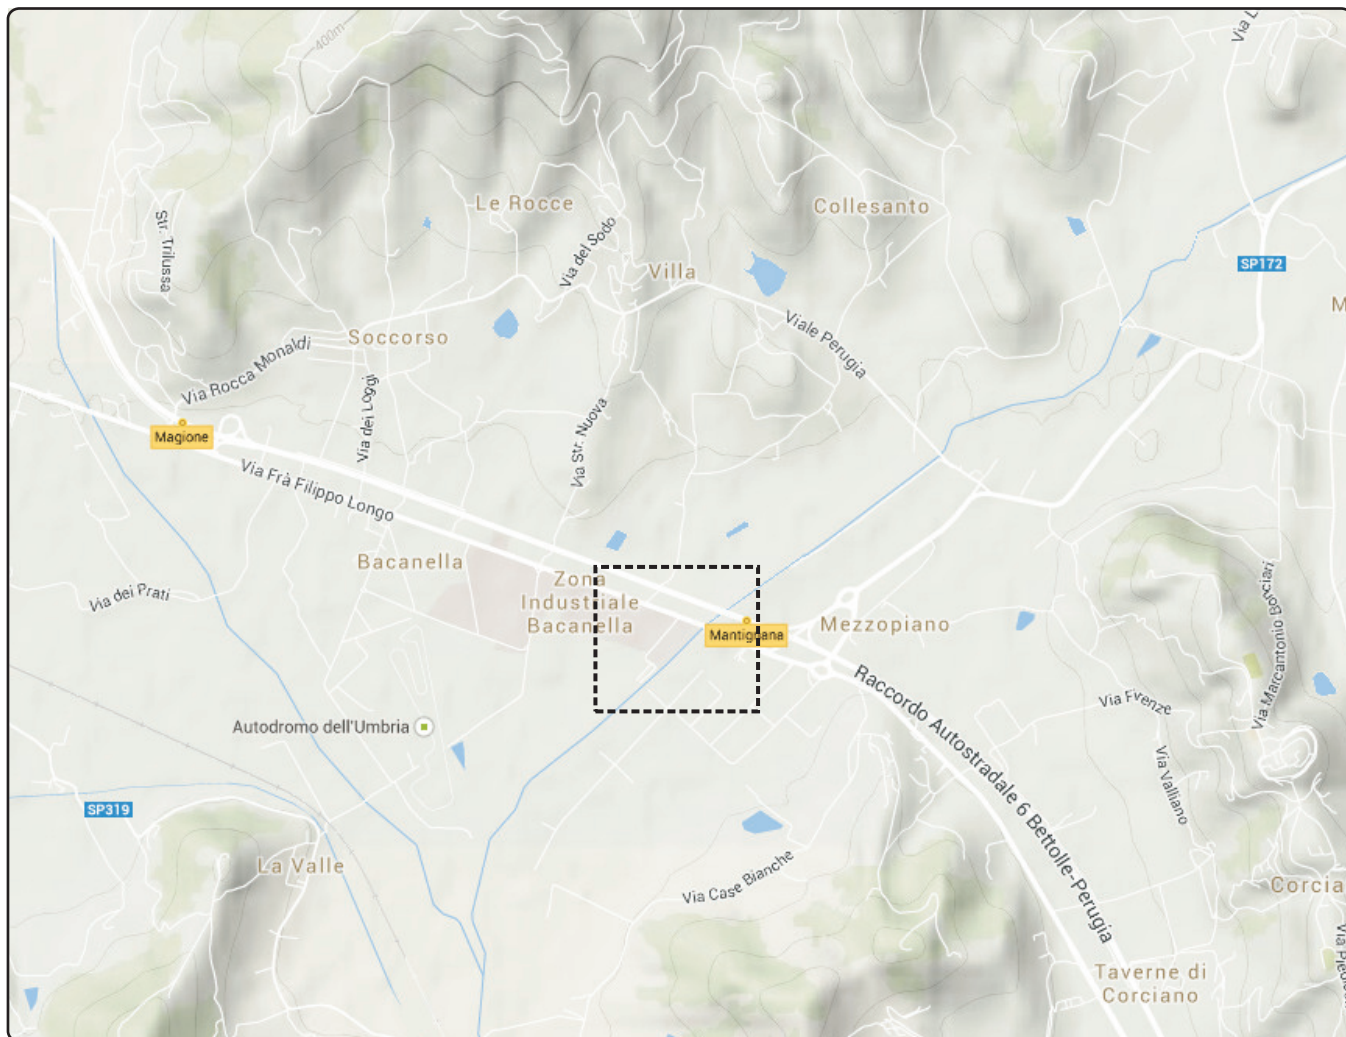 400m
Via L
Le Rocce
Collesanto
Str. Trilussa
Via del Sodo
Villa
SP172
M
Soccorso
Viale Perugia
Via Rocca Monaldi
Via dei Loggi
Via Str. Nuova
Magione
Via Frà Filippo Longo
Bacanella
Zona
Industriale
Bacanella
Via dei Prati
Mantignana
Mezzopiano
Via Marcantonio Bonciari
Raccordo Autostradale 6 Bettolle-Perugia
Via Firenze
Autodromo dell'Umbria
Via Valliano
SP319
La Valle
Via Case Bianche
Corcia
Taverne di
Corciano